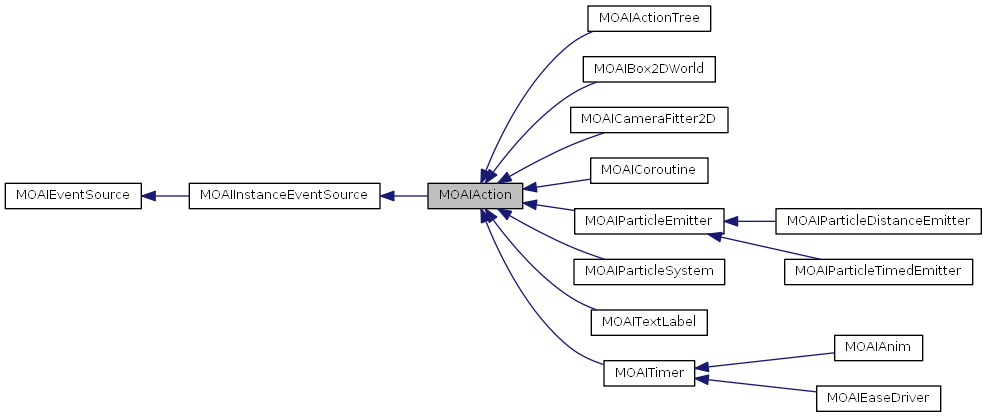 MOAIActionTree
MOAIBox2DWorld
MOAICameraFitter2D
MOAICoroutine
MOAIEventSource
MOAIInstanceEventSource
MOAIAction
MOAIParticleEmitter
MOAIParticleDistanceEmitter
MOAIParticleSystem
MOAIParticleTimedEmitter
MOAITextLabel
MOAIAnim
MOAITimer
MOAIEaseDriver